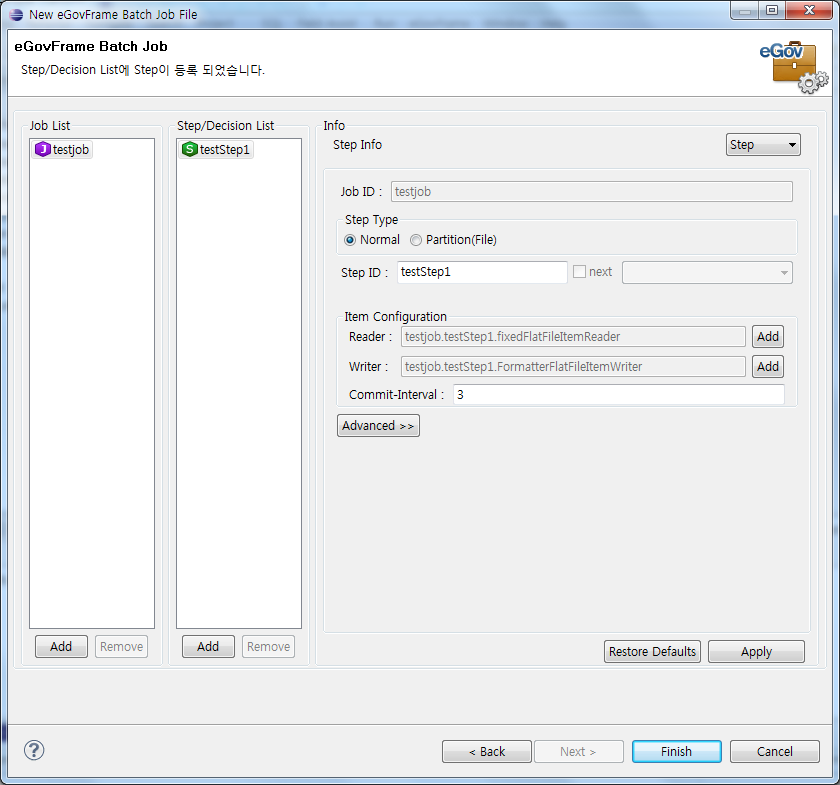 New eGovFrame Batch Job File
eGovFrame Batch Job
Step/Decision List에 Step이 등록 되었습니다.
eGov
Job List
testjob
Add
Remove
Step/Decision List
testStep1
Add
Remove
Info
Step Info
Step
Job ID :
testjob
Step Type
Normal
Partition(File)
Step ID :
testStep1
next
Item Configuration
Reader :
testjob.testStep1.fixedFlatFileItemReader
Add
Writer :
testjob.testStep1.FormatterFlatFileItemWriter
Add
Commit-Interval :
3
Advanced >>
Restore Defaults
Apply
?
< Back
Next >
Finish
Cancel